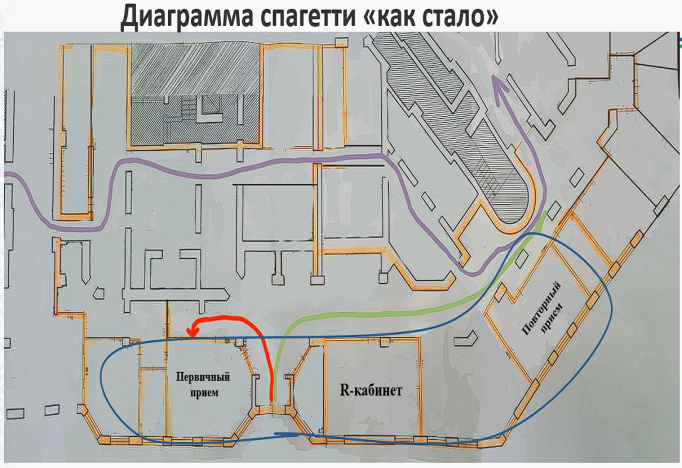 Диаграмма спагетти «как стало»
Первичный
прием
R-кабинет
Повторный
прием